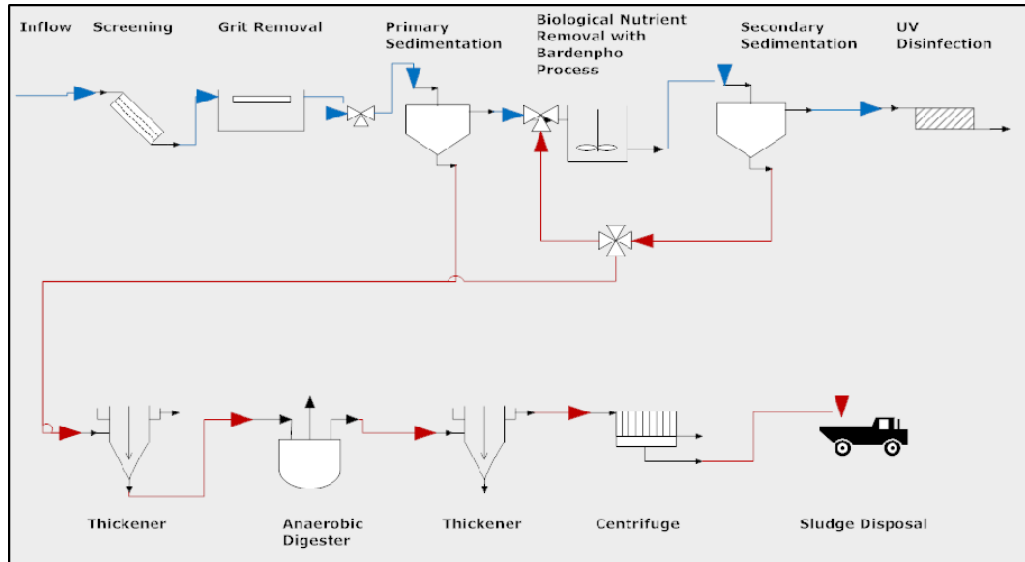 Inflow
Screening
Grit Removal
Primary
Sedimentation
Biological Nutrient
Removal with
Bardenpho
Process
Secondary
Sedimentation
UV
Disinfection
Thickener
Anaerobic
Digester
Thickener
Centrifuge
Sludge Disposal